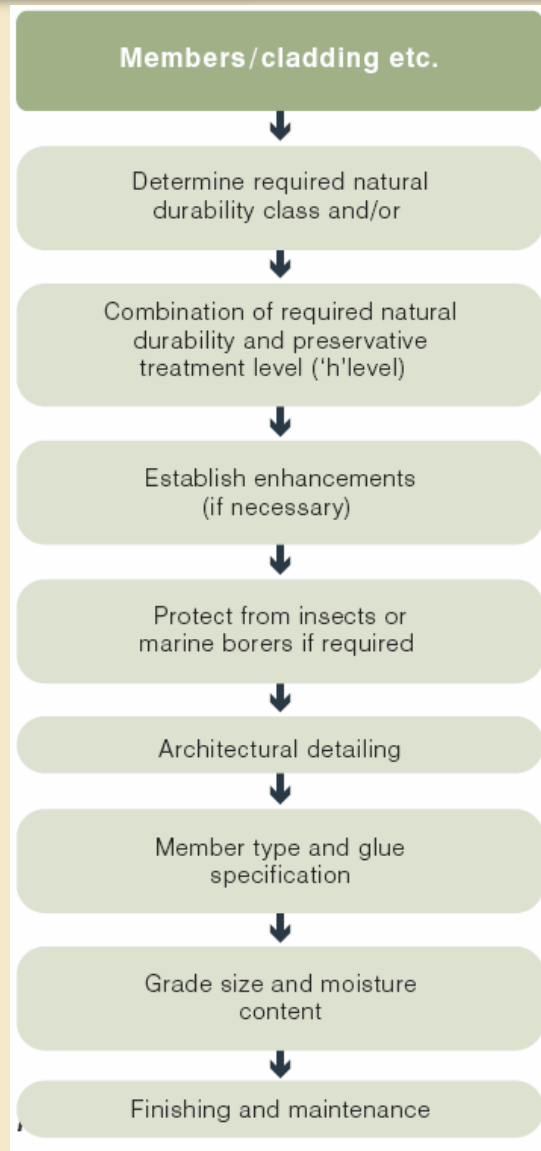 Members/cladding etc.
Determine required natural
durability class and/or
Combination of required natural
durability and preservative
treatment level (‘h’level)
Establish enhancements
(if necessary)
Protect from insects or
marine borers if required
Architectural detailing
Member type and glue
specification
Grade size and moisture
content
Finishing and maintenance